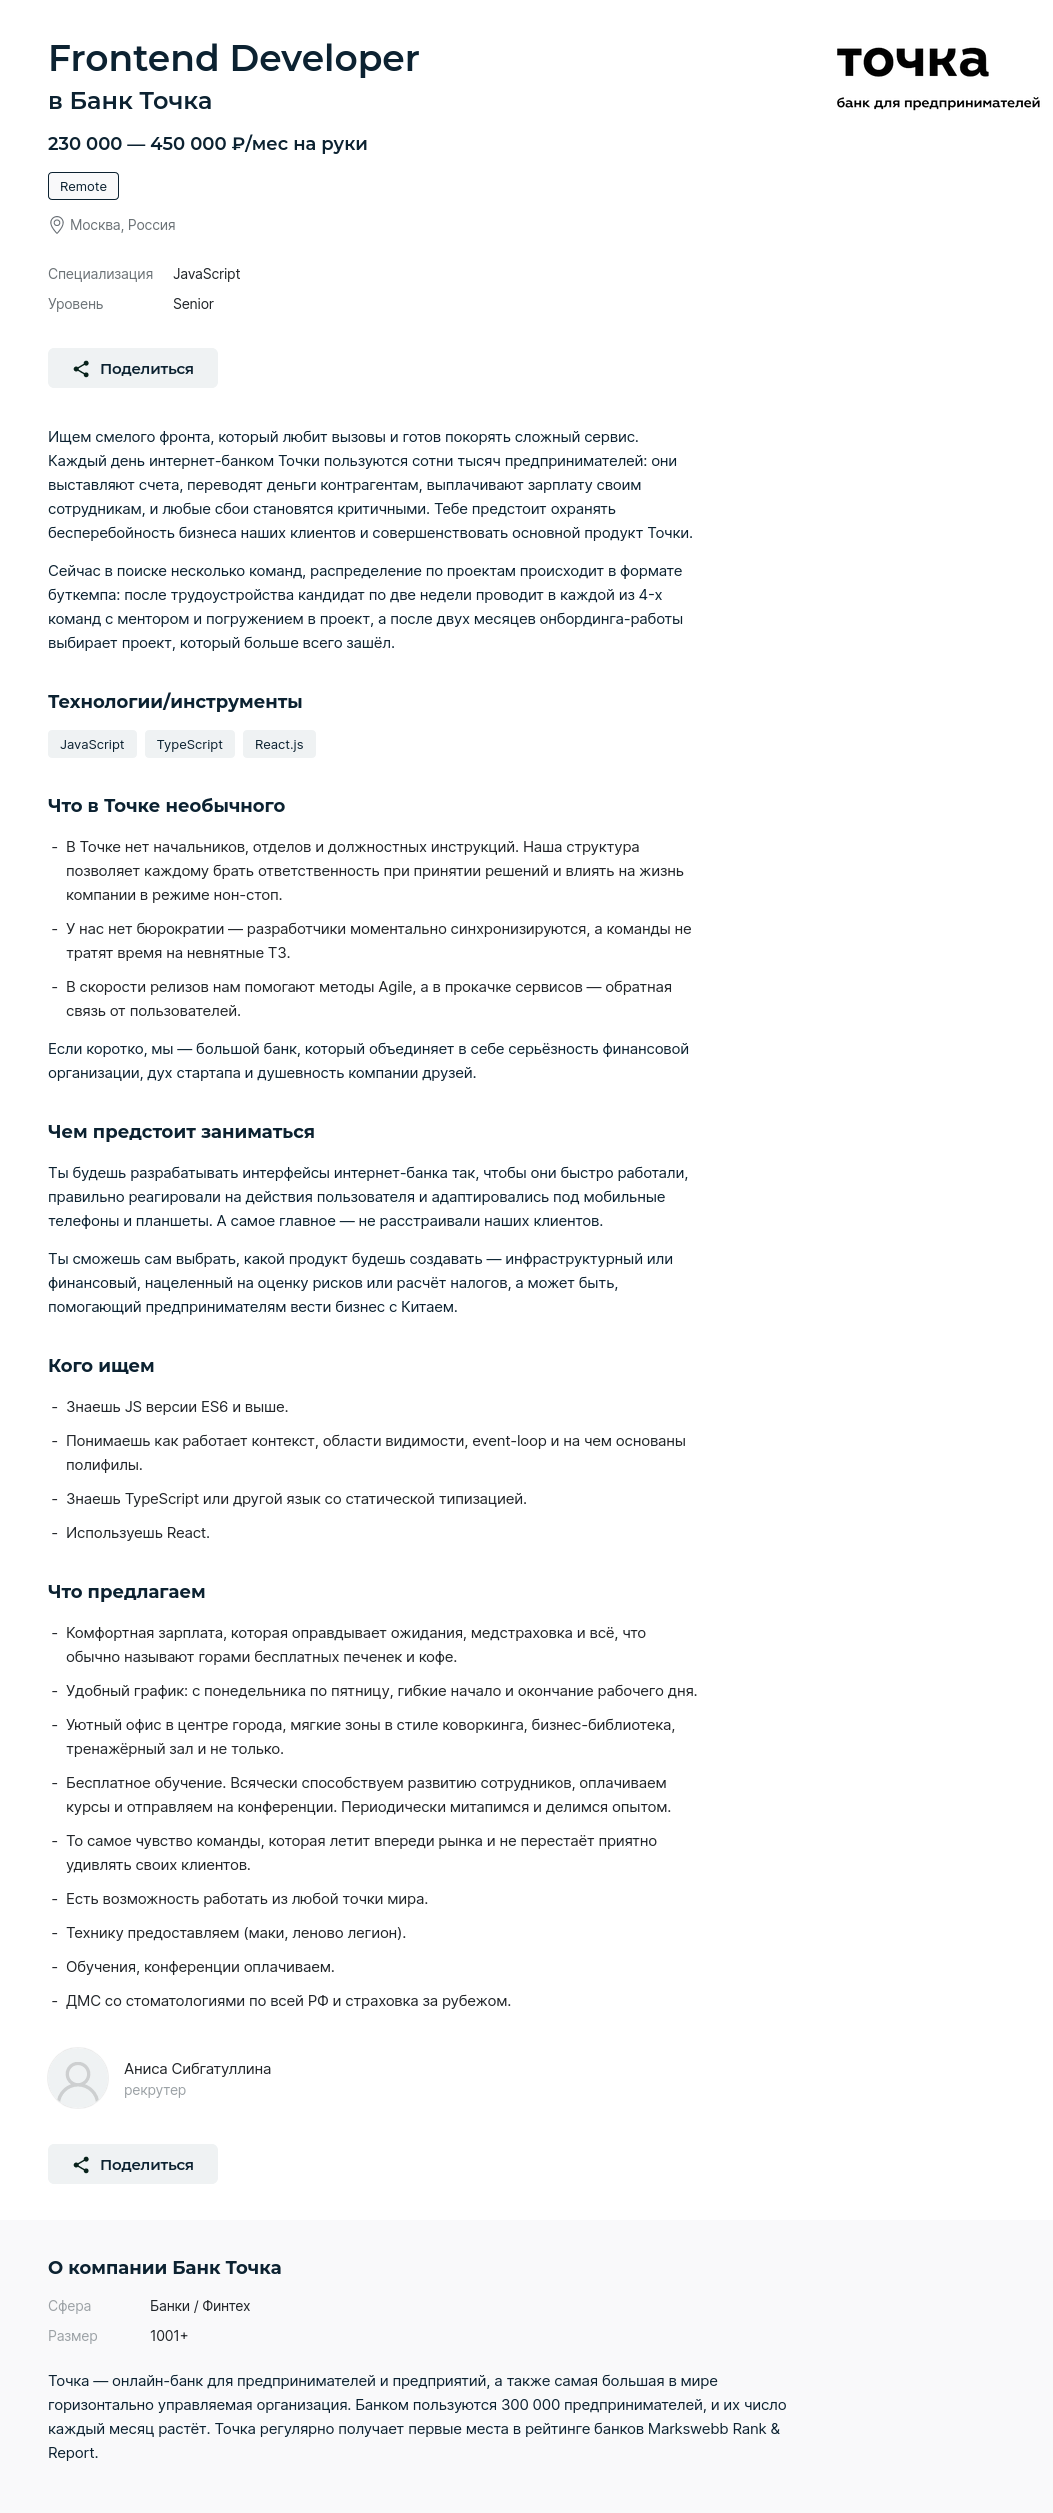 Frontend Developer
в Банк Точка
точка
банк для предпринимателей
230 000 — 450 000 ₽/мес на руки
Remote
Москва, Россия
Специализация JavaScript
Уровень Senior
Поделиться
Ищем смелого фронта, который любит вызовы и готов покорять сложный сервис.
Каждый день интернет-банком Точки пользуются сотни тысяч предпринимателей: они
выставляют счета, переводят деньги контрагентам, выплачивают зарплату своим
сотрудникам, и любые сбои становятся критичными. Тебе предстоит охранять
бесперебойность бизнеса наших клиентов и совершенствовать основной продукт Точки.
Сейчас в поиске несколько команд, распределение по проектам происходит в формате
буткемпа: после трудоустройства кандидат по две недели проводит в каждой из 4-х
команд с ментором и погружением в проект, а после двух месяцев онбординга-работы
выбирает проект, который больше всего зашёл.
Технологии/инструменты
JavaScript TypeScript React.js
Что в Точке необычного
- В Точке нет начальников, отделов и должностных инструкций. Наша структура
позволяет каждому брать ответственность при принятии решений и влиять на жизнь
компании в режиме нон-стоп.
- У нас нет бюрократии — разработчики моментально синхронизируются, а команды не
тратят время на невнятные ТЗ.
- В скорости релизов нам помогают методы Agile, а в прокачке сервисов — обратная
связь от пользователей.
Если коротко, мы — большой банк, который объединяет в себе серьёзность финансовой
организации, дух стартапа и душевность компании друзей.
Чем предстоит заниматься
Ты будешь разрабатывать интерфейсы интернет-банка так, чтобы они быстро работали,
правильно реагировали на действия пользователя и адаптировались под мобильные
телефоны и планшеты. А самое главное — не расстраивали наших клиентов.
Ты сможешь сам выбрать, какой продукт будешь создавать — инфраструктурный или
финансовый, нацеленный на оценку рисков или расчёт налогов, а может быть,
помогающий предпринимателям вести бизнес с Китаем.
Кого ищем
- Знаешь JS версии ES6 и выше.
- Понимаешь как работает контекст, области видимости, event-loop и на чем основаны
полифилы.
- Знаешь TypeScript или другой язык со статической типизацией.
- Используешь React.
Что предлагаем
- Комфортная зарплата, которая оправдывает ожидания, медстраховка и всё, что
обычно называют горами бесплатных печенек и кофе.
- Удобный график: с понедельника по пятницу, гибкие начало и окончание рабочего дня.
- Уютный офис в центре города, мягкие зоны в стиле коворкинга, бизнес-библиотека,
тренажёрный зал и не только.
- Бесплатное обучение. Всячески способствуем развитию сотрудников, оплачиваем
курсы и отправляем на конференции. Периодически митапимся и делимся опытом.
- То самое чувство команды, которая летит впереди рынка и не перестаёт приятно
удивлять своих клиентов.
- Есть возможность работать из любой точки мира.
- Технику предоставляем (маки, леново легион).
- Обучения, конференции оплачиваем.
- ДМС со стоматологиями по всей РФ и страховка за рубежом.
Аниса Сибгатуллина
рекрутер
Поделиться
О компании Банк Точка
Сфера Банки / Финтех
Размер 1001+
Точка — онлайн-банк для предпринимателей и предприятий, а также самая большая в мире
горизонтально управляемая организация. Банком пользуются 300 000 предпринимателей, и их число
каждый месяц растёт. Точка регулярно получает первые места в рейтинге банков Markswebb Rank &
Report.